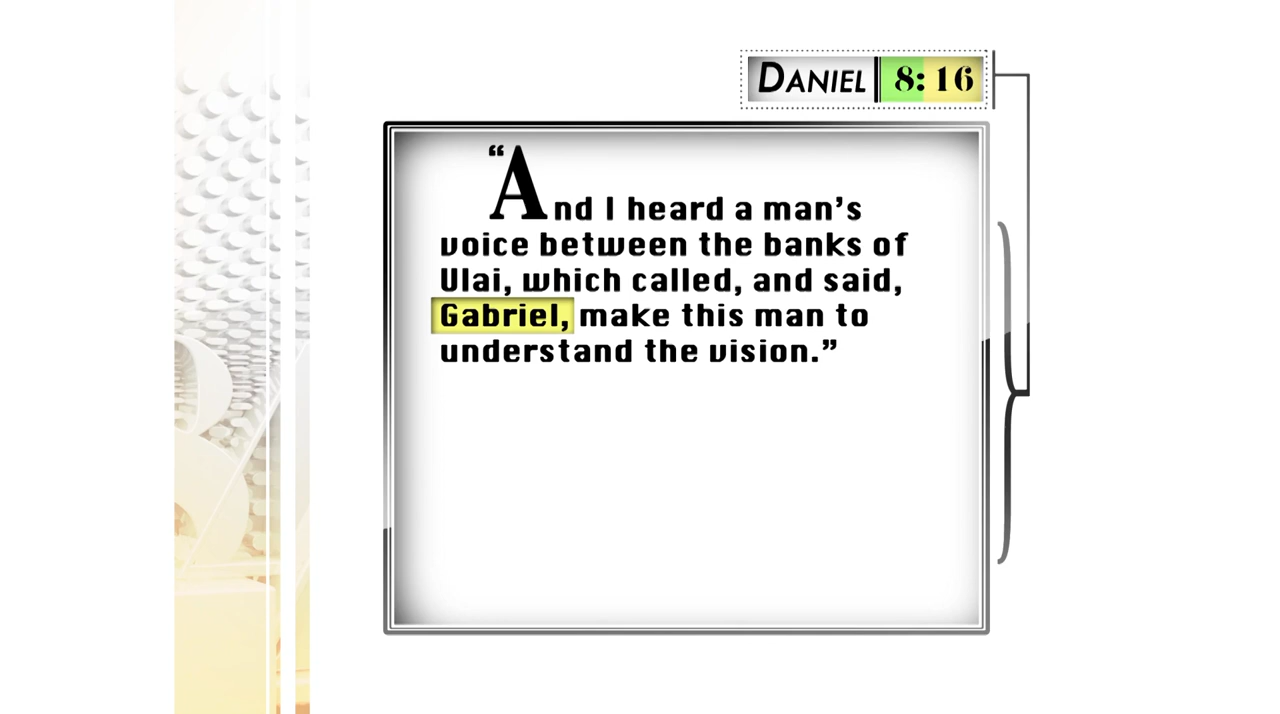 DANIEL 8:16
“And I heard a man’s
voice between the banks of
Ulai, which called, and said,
Gabriel, make this man to
understand the vision.”